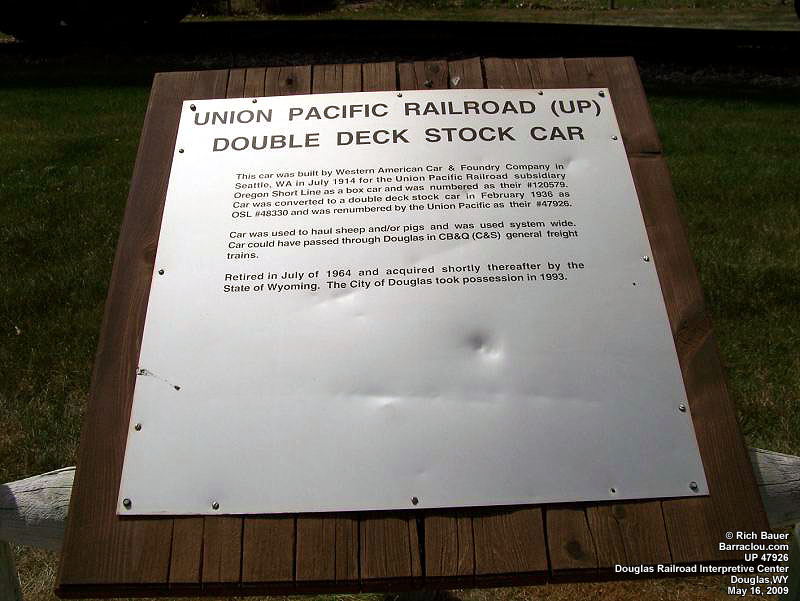 UNION PACIFIC RAILROAD (UP)
DOUBLE DECK STOCK CAR
This car was built by Western American Car & Foundry Company in
Seattle, WA in July 1914 for the Union Pacific Railroad subsidiary
Oregon Short Line as a box car and was numbered as their #120579.
Car was converted to a double deck stock car in February 1936 as
OSL #48330 and was renumbered by the Union Pacific as their #47926.
Car was used to haul sheep and/or pigs and was used system wide.
Car could have passed through Douglas in CB&Q (C&S) general freight
trains.
Retired in July of 1964 and acquired shortly thereafter by the
State of Wyoming. The City of Douglas took possession in 1993.
© Rich Bauer
Barraclou.com
UP 47926
Douglas Railroad Interpretive Center
Douglas,WY
May 16, 2009